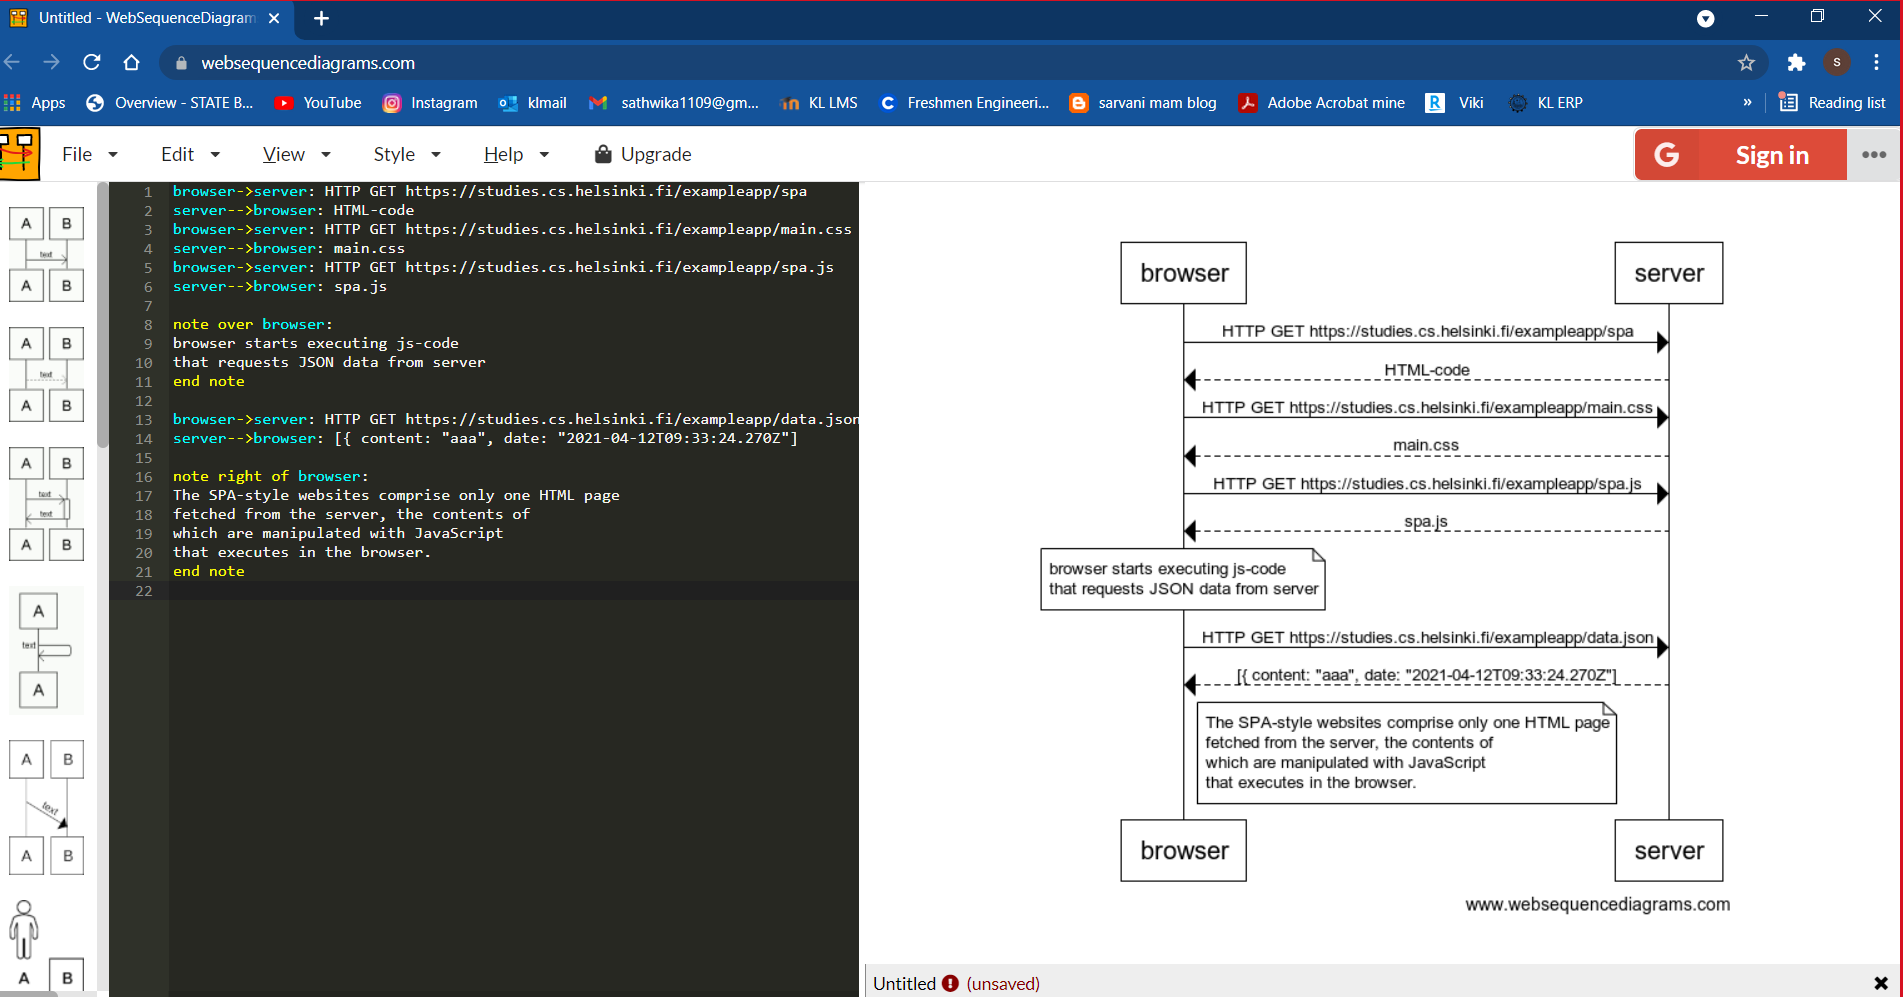 Untitled - WebSequenceDiagram
websequencediagrams.com
S
Apps
Overview - STATE B...
YouTube
Instagram
klmail
sathwika1109@gm...
KL LMS
Freshmen Engineeri...
sarvani mam blog
Adobe Acrobat mine
Viki
KL ERP
»
Reading list
File
Edit
View
Style
Help
Upgrade
G Sign in
A B
text
A B
A B
text
A B
A B
text
text
A B
A
text
A
A B
text
A B
A B
1 browser->server: HTTP GET https://studies.cs.helsinki.fi/exampleapp/spa
2 server-->browser: HTML-code
3 browser->server: HTTP GET https://studies.cs.helsinki.fi/exampleapp/main.css
4 server-->browser: main.css
5 browser->server: HTTP GET https://studies.cs.helsinki.fi/exampleapp/spa.js
6 server-->browser: spa.js
7
8 note over browser:
9 browser starts executing js-code
10 that requests JSON data from server
11 end note
12
13 browser->server: HTTP GET https://studies.cs.helsinki.fi/exampleapp/data.json
14 server-->browser: [{ content: "aaa", date: "2021-04-12T09:33:24.270Z"]
15
16 note right of browser:
17 The SPA-style websites comprise only one HTML page
18 fetched from the server, the contents of
19 which are manipulated with JavaScript
20 that executes in the browser.
21 end note
22
browser server
HTTP GET https://studies.cs.helsinki.fi/exampleapp/spa
HTML-code
HTTP GET https://studies.cs.helsinki.fi/exampleapp/main.css
main.css
HTTP GET https://studies.cs.helsinki.fi/exampleapp/spa.js
spa.js
browser starts executing js-code
that requests JSON data from server
HTTP GET https://studies.cs.helsinki.fi/exampleapp/data.json
[{ content: "aaa", date: "2021-04-12T09:33:24.270Z"]
The SPA-style websites comprise only one HTML page
fetched from the server, the contents of
which are manipulated with JavaScript
that executes in the browser.
browser server
www.websequencediagrams.com
Untitled ! (unsaved)